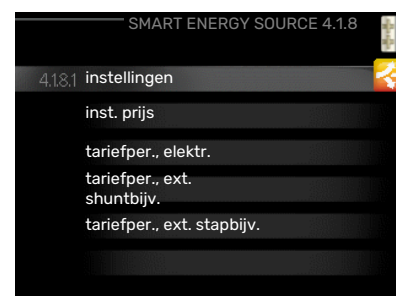 SMART ENERGY SOURCE 4.1.8
4.1.8.1 instellingen
inst. prijs
tariefper., elektr.
tariefper., ext.
shuntbijv.
tariefper., ext. stapbijv.